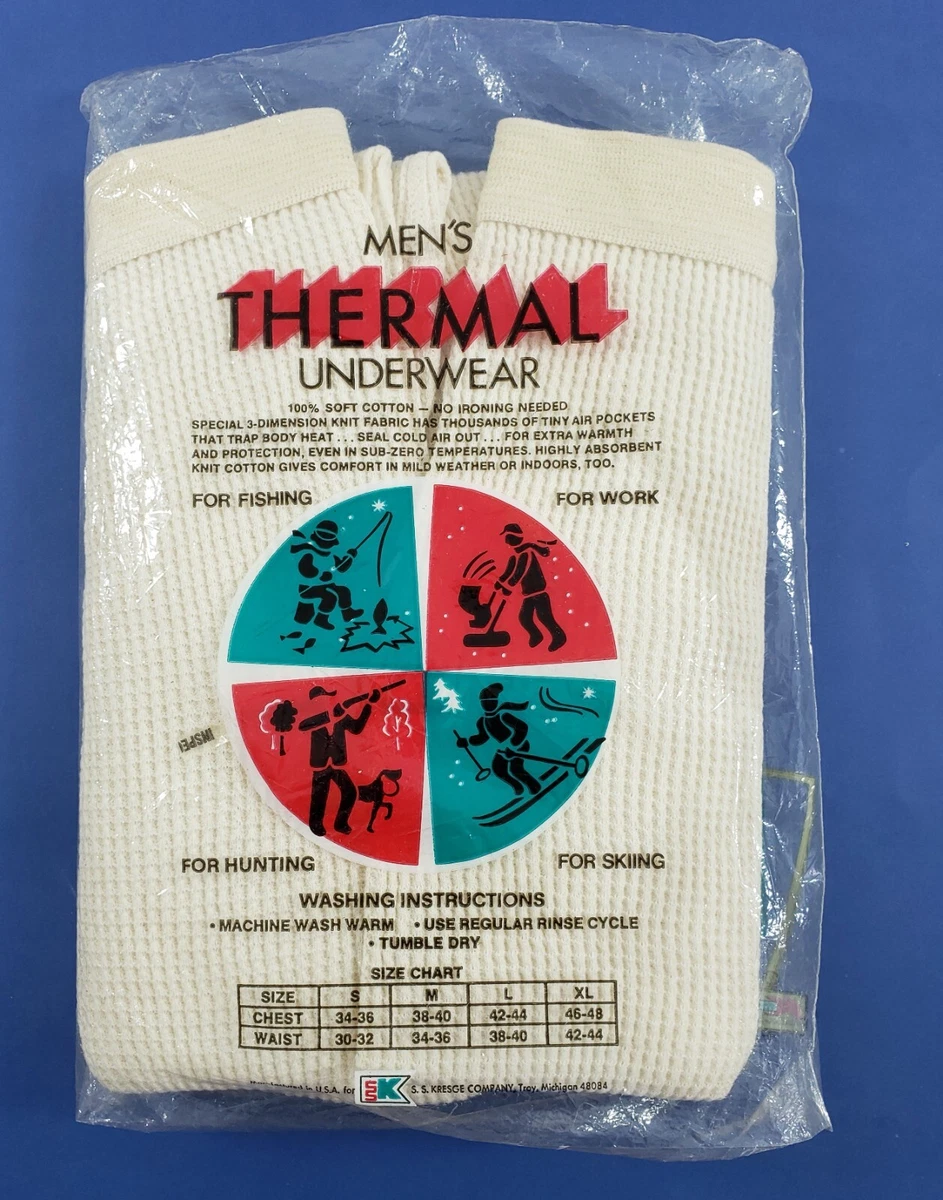 MEN'S
THERMAL
UNDERWEAR
100% SOFT COTTON — NO IRONING NEEDED
SPECIAL 3-DIMENSION KNIT FABRIC HAS THOUSANDS OF TINY AIR POCKETS
THAT TRAP BODY HEAT . . . SEAL COLD AIR OUT . . . FOR EXTRA WARMTH
AND PROTECTION, EVEN IN SUB-ZERO TEMPERATURES. HIGHLY ABSORBENT
KNIT COTTON GIVES COMFORT IN MILD WEATHER OR INDOORS, TOO.
FOR FISHING
FOR WORK
INSPE
FOR HUNTING
FOR SKIING
WASHING INSTRUCTIONS
• MACHINE WASH WARM • USE REGULAR RINSE CYCLE
• TUMBLE DRY
SIZE CHART
SIZE S M L XL
CHEST 34-36 38-40 42-44 46-48
WAIST 30-32 34-36 38-40 42-44
in U.S.A. for SSK S. S. KRESGE COMPANY, Troy, Michigan 48084